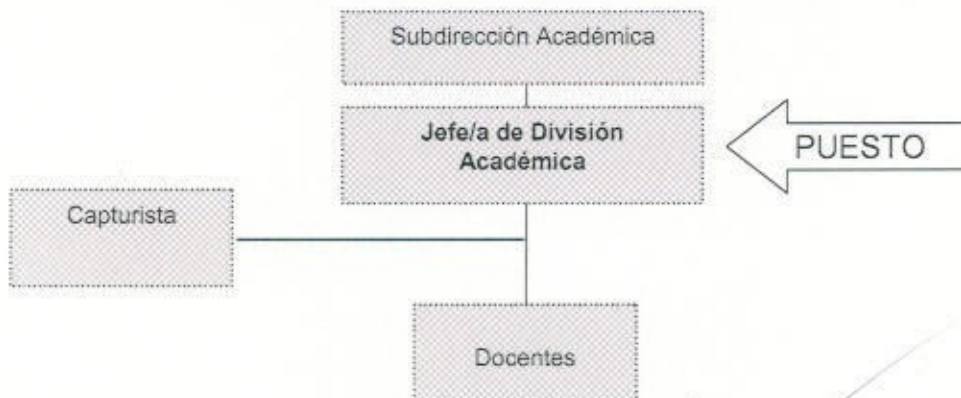 Subdirección Académica
Jefe/a de División
Académica
PUESTO
Capturista
Docentes